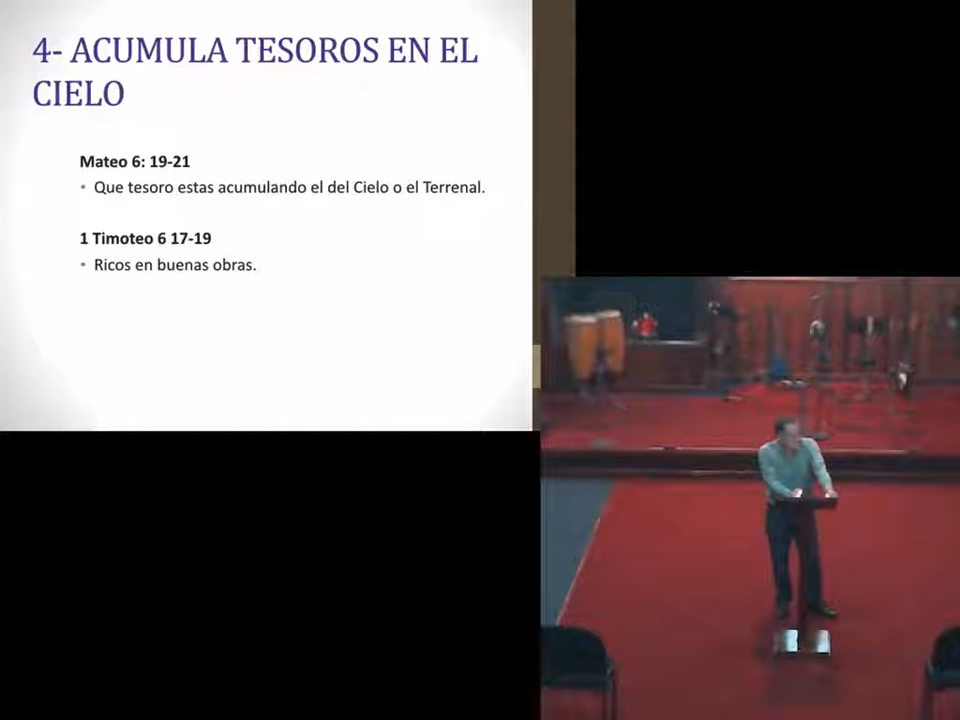 4- ACUMULA TESOROS EN EL
CIELO
Mateo 6: 19-21
• Que tesoro estas acumulando el del Cielo o el Terrenal.
1 Timoteo 6 17-19
• Ricos en buenas obras.